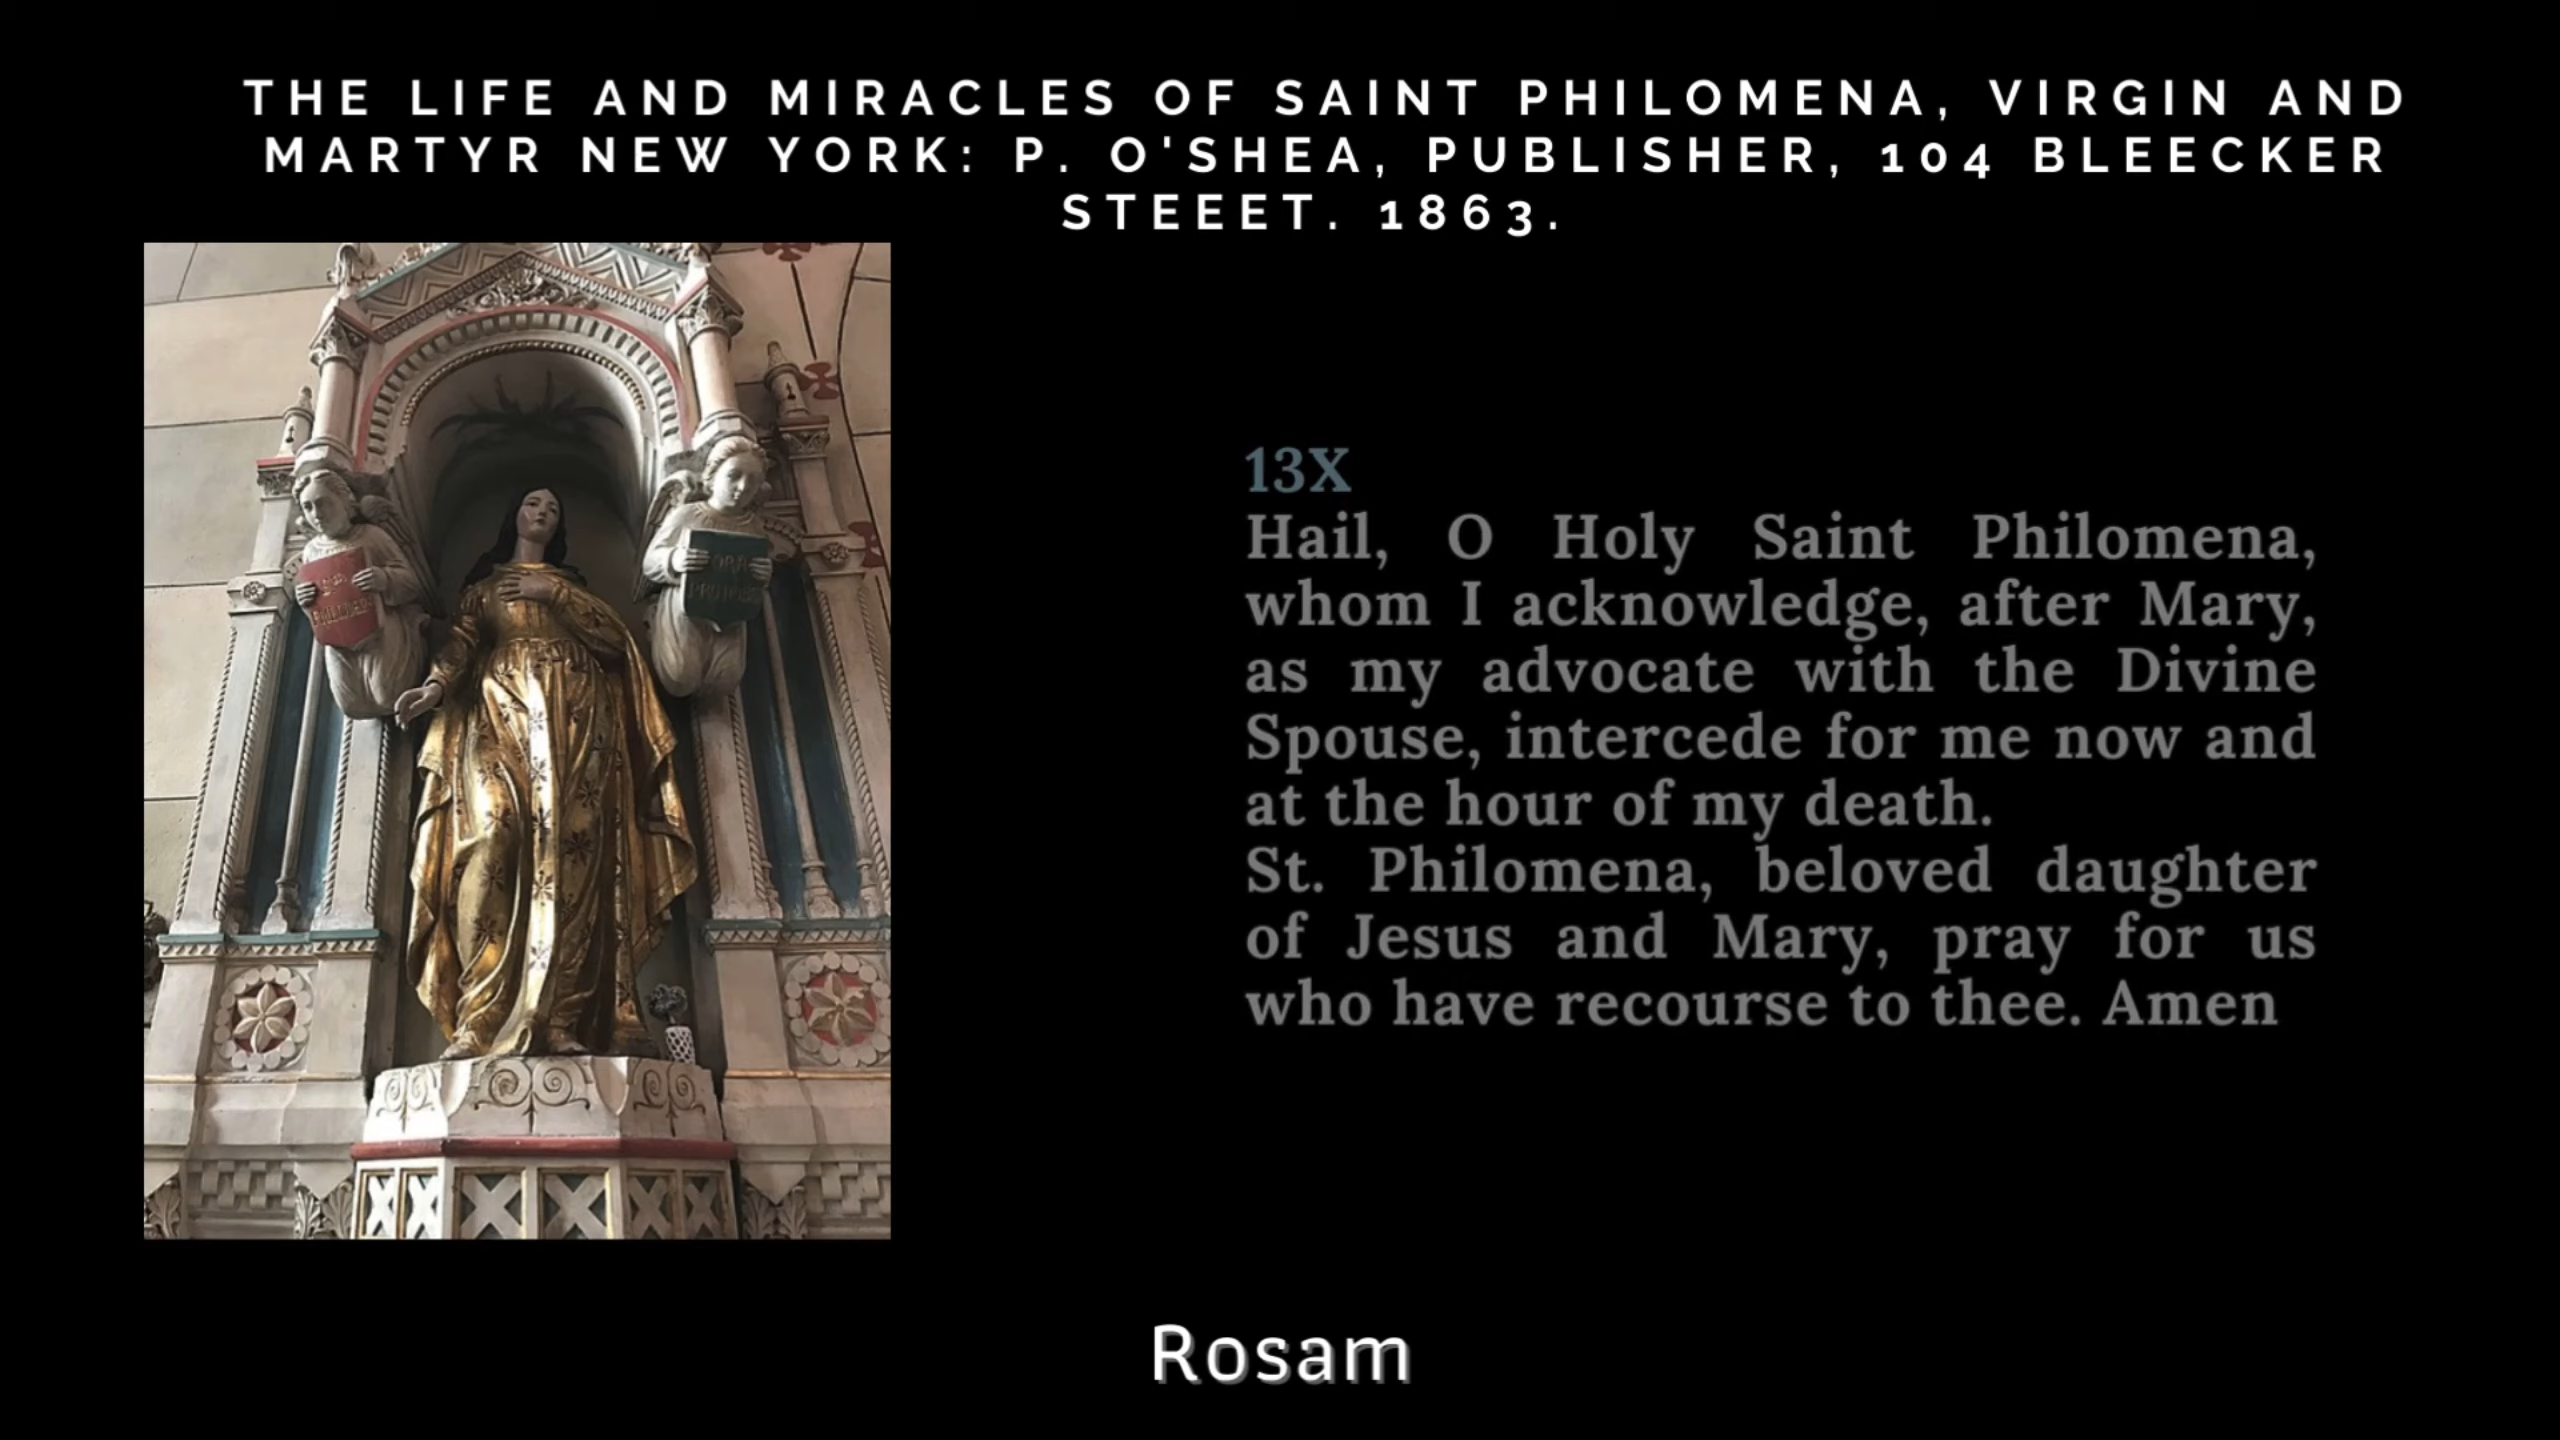 THE LIFE AND MIRACLES OF SAINT PHILOMENA, VIRGIN AND
MARTYR NEW YORK: P. O'SHEA, PUBLISHER, 104 BLEECKER
STEEET. 1863.
ORA
13X
Hail, O Holy Saint Philomena,
whom I acknowledge, after Mary,
as my advocate with the Divine
Spouse, intercede for me now and
at the hour of my death.
St. Philomena, beloved daughter
of Jesus and Mary, pray for us
who have recourse to thee. Amen
Rosam